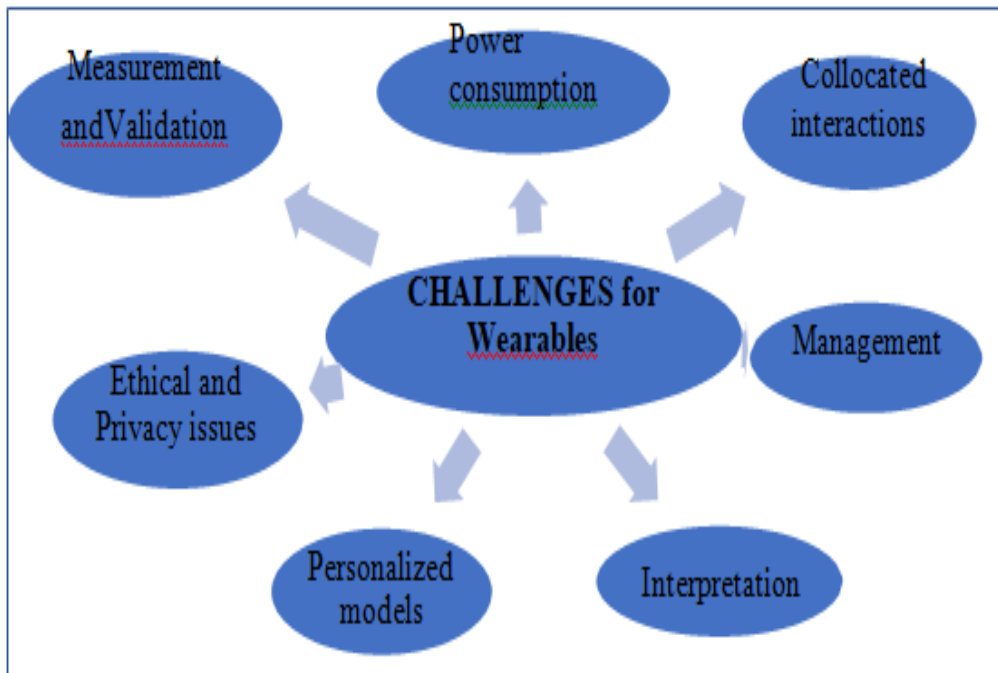 Measurement
andValidation
Power
consumption
Collocated
interactions
CHALLENGES for
Wearables
Management
Ethical and
Privacy issues
Personalized
models
Interpretation